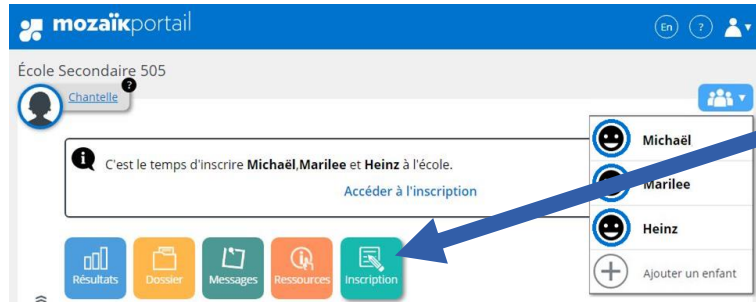 mozaïkportail
En ?
École Secondaire 505
Chantelle ?
C'est le temps d'inscrire Michaël,Marilee et Heinz à l'école.
Accéder à l'inscription
Michaël
Marilee
Heinz
Ajouter un enfant
Résultats Dossier Messages Ressources Inscription